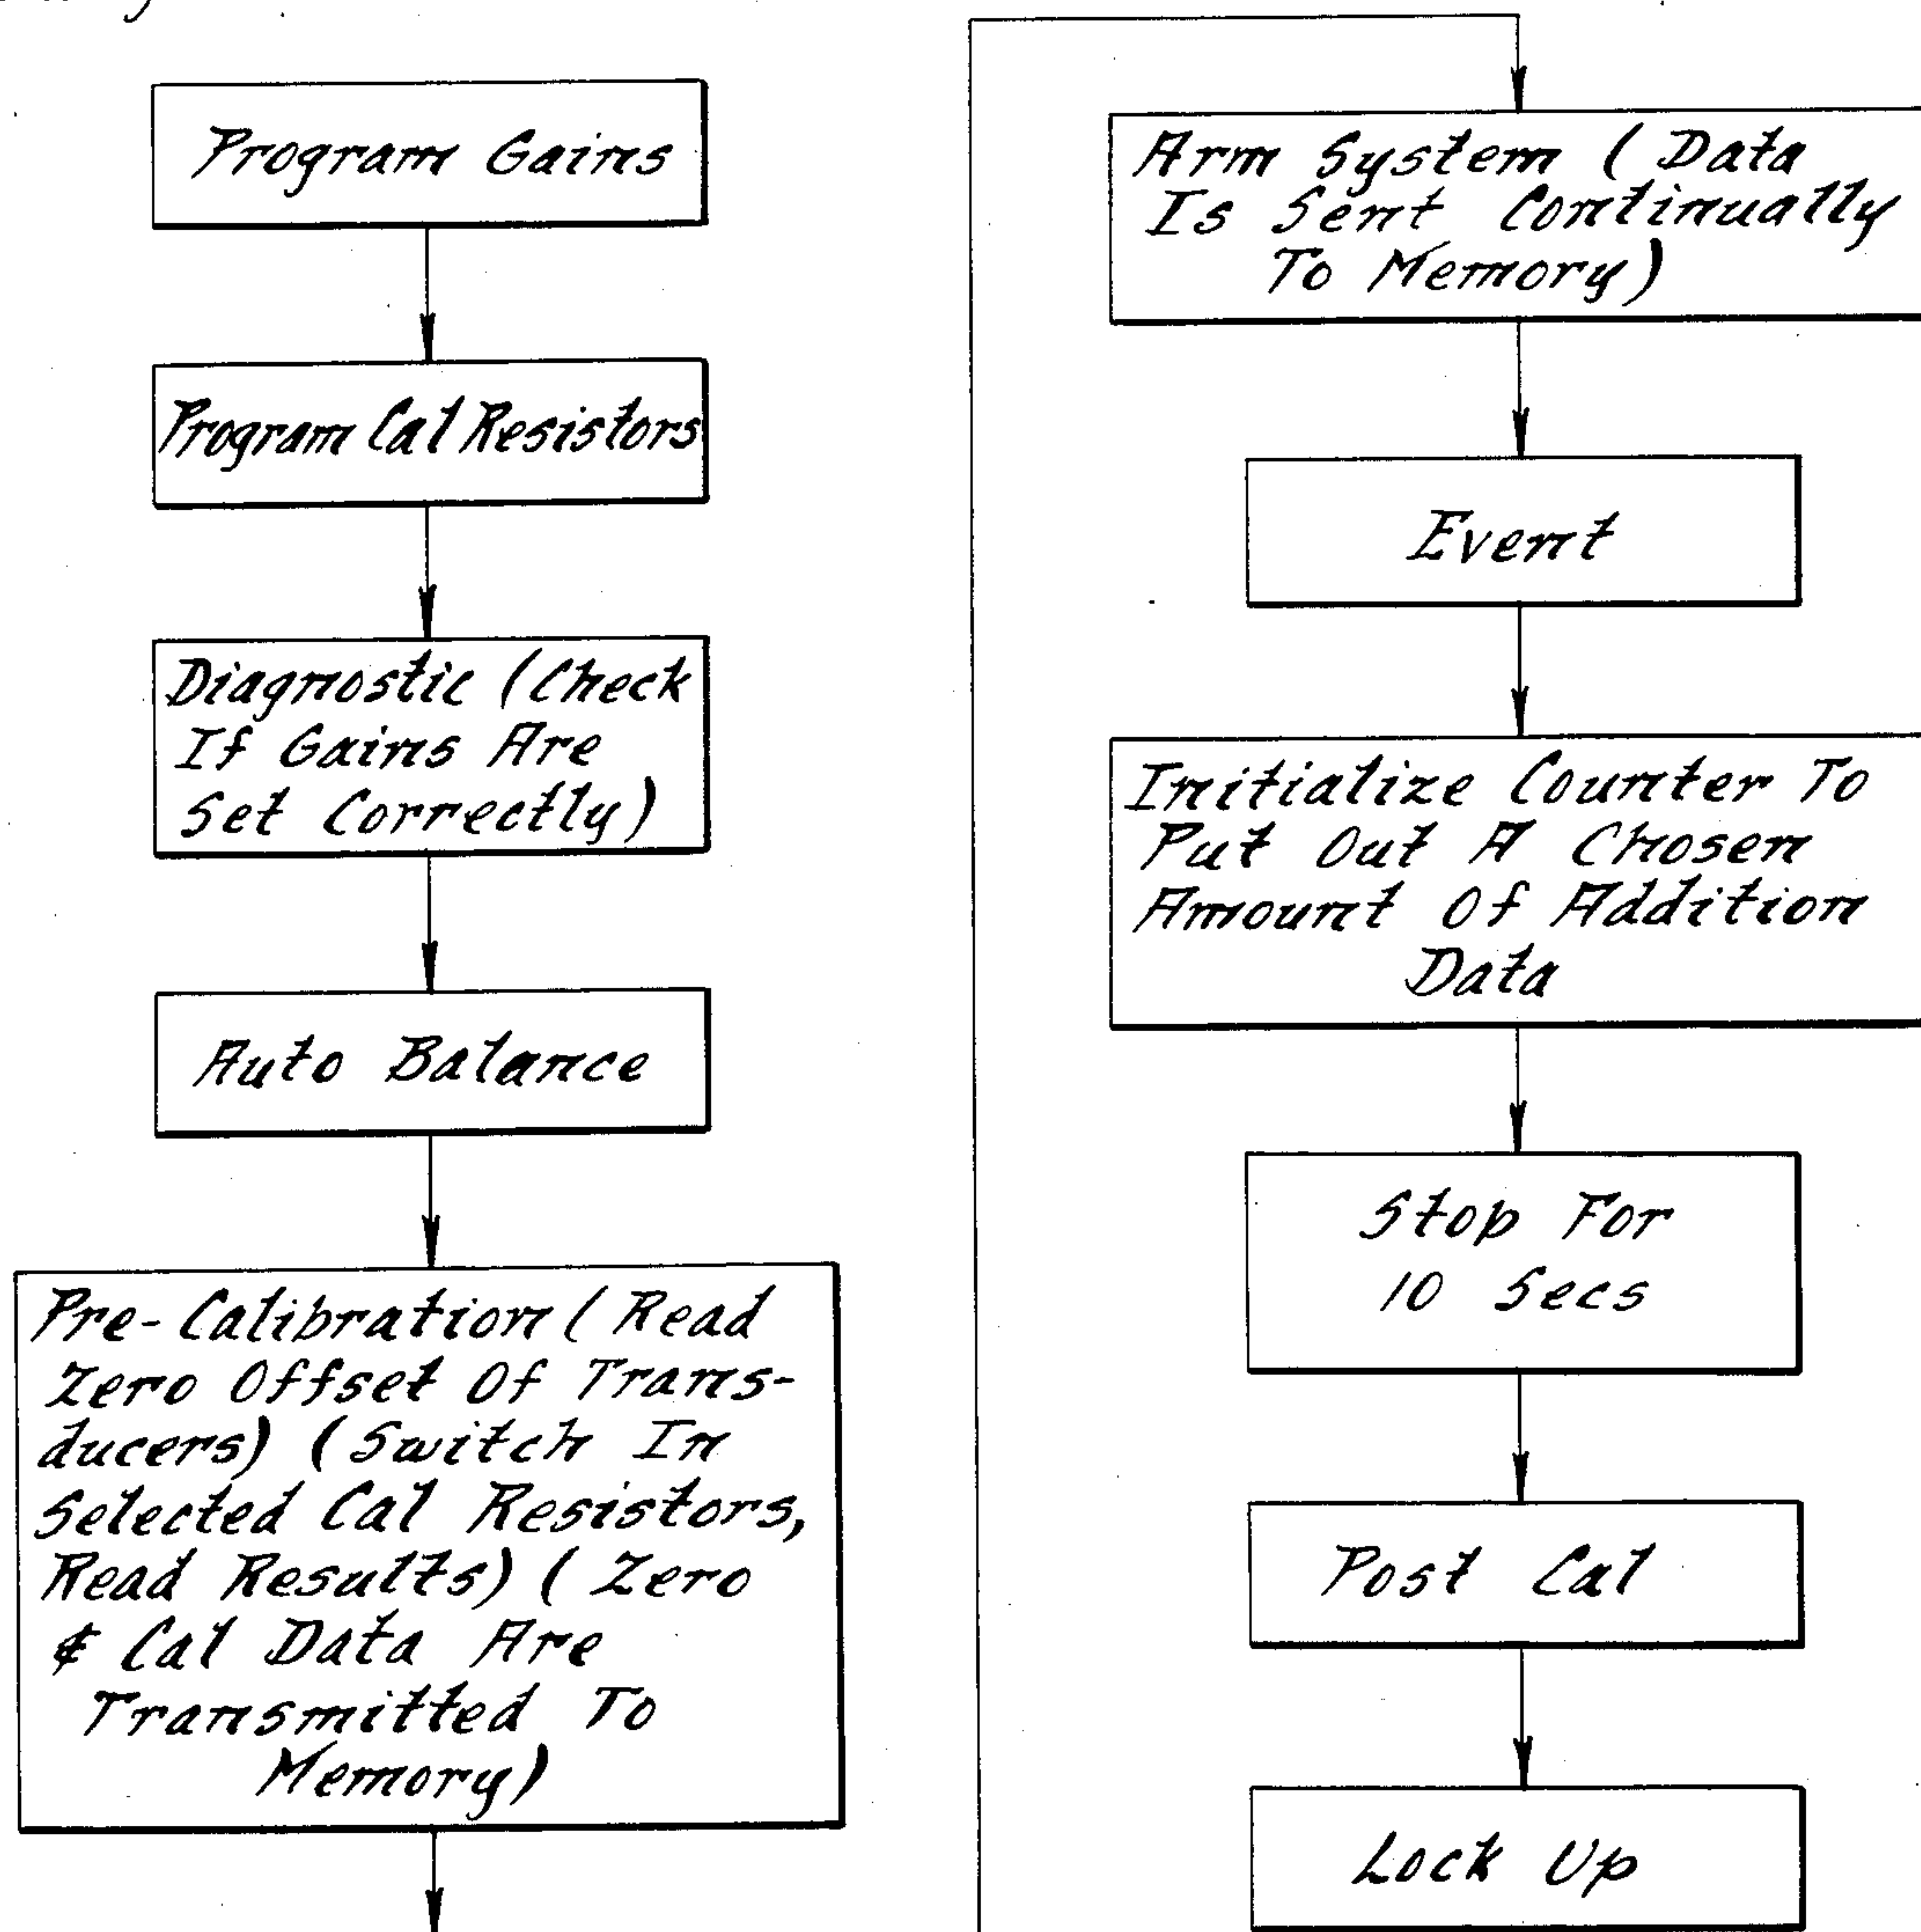 Program Gains
Program Cal Resistors
Diagnostic (Check
If Gains Are
Set Correctly)
Auto Balance
Pre-Calibration (Read
Zero Offset Of Trans-
ducers) (Switch In
Selected Cal Resistors,
Read Results) (Zero
& Cal Data Are
Transmitted To
Memory)
Arm System (Data
Is Sent Continually
To Memory)
Event
Initialize Counter To
Put Out A Chosen
Amount Of Addition
Data
Stop For
10 Secs
Post Cal
Lock Up